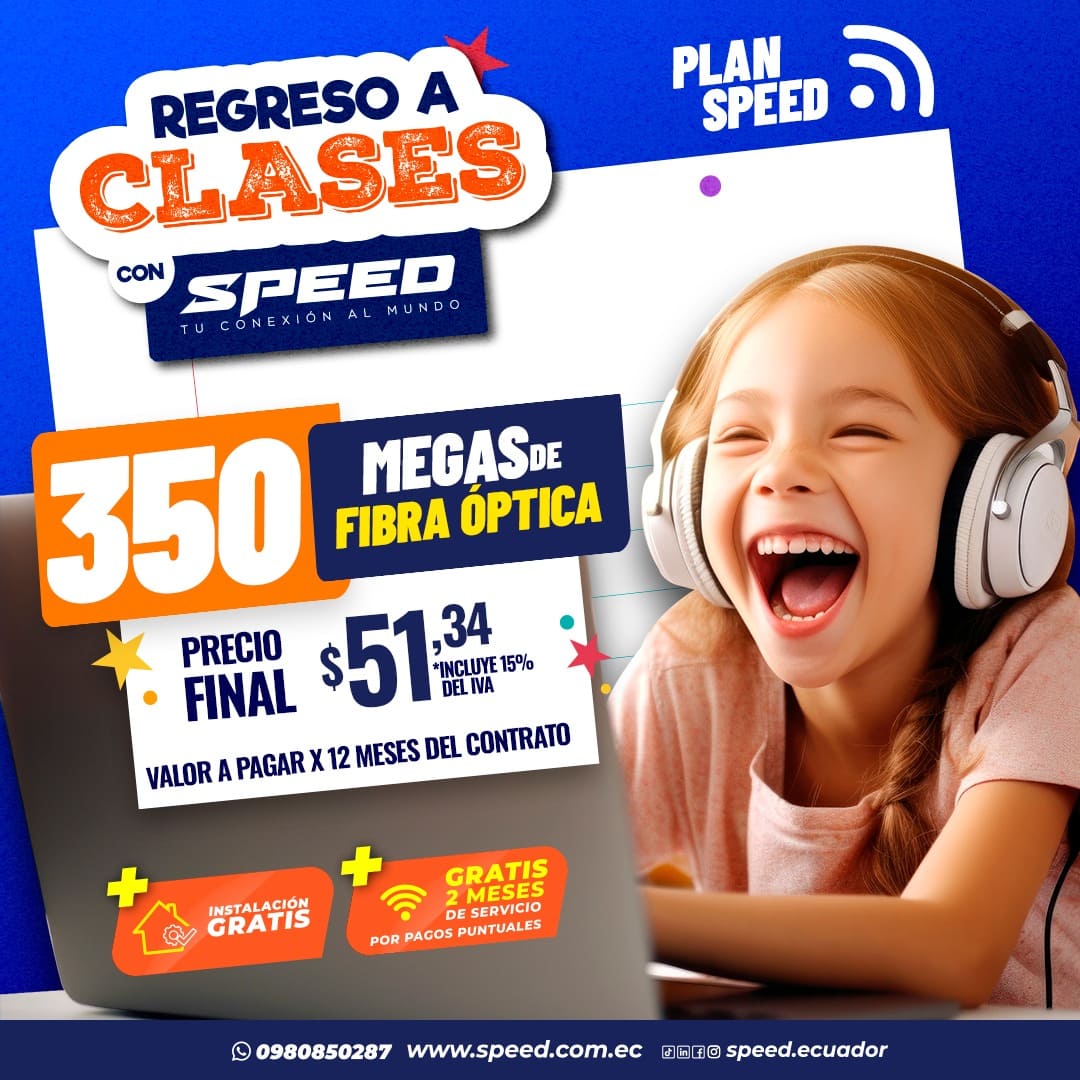 REGRESO A
CLASES
CON
SPEED
TU CONEXIÓN AL MUNDO
PLAN
SPEED
350
MEGAS DE
FIBRA ÓPTICA
PRECIO
FINAL
$51,34
*INCLUYE 15%
DEL IVA
VALOR A PAGAR X 12 MESES DEL CONTRATO
+
INSTALACIÓN
GRATIS
+
GRATIS
2 MESES
DE SERVICIO
POR PAGOS PUNTUALES
0980850287 www.speed.com.ec speed.ecuador